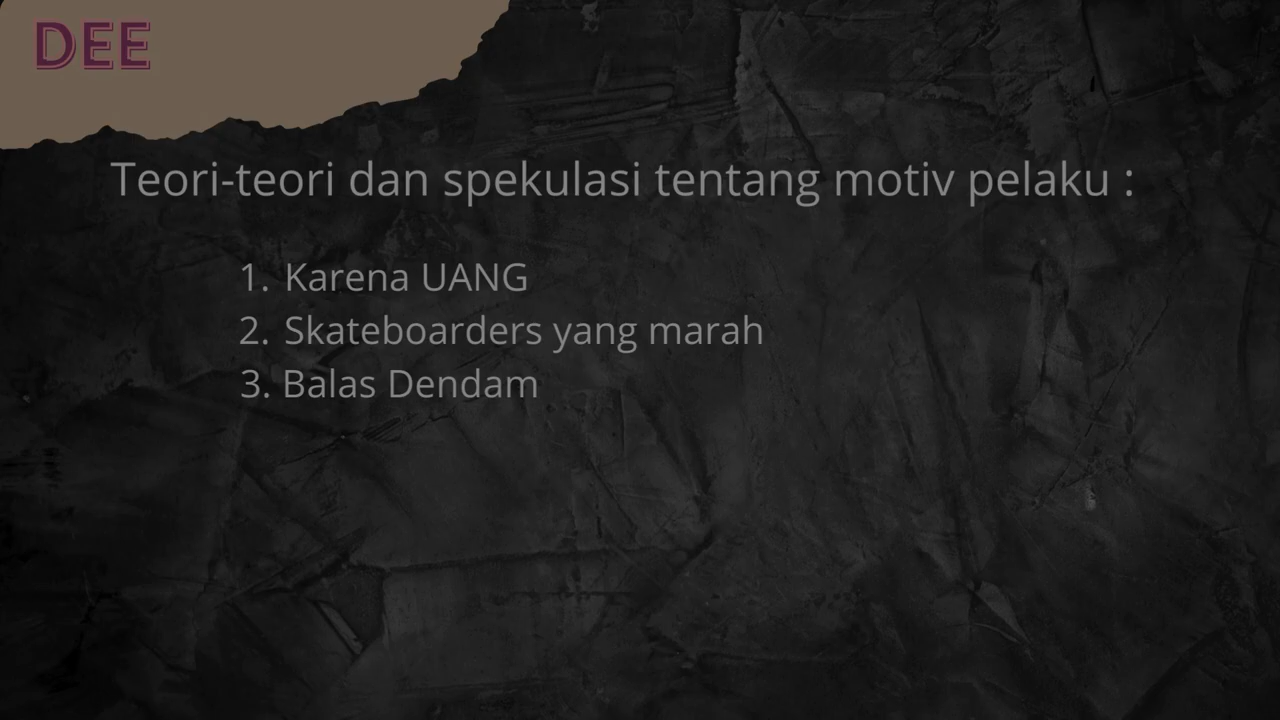 DEE
Teori-teori dan spekulasi tentang motiv pelaku :
1. Karena UANG
2. Skateboarders yang marah
3. Balas Dendam